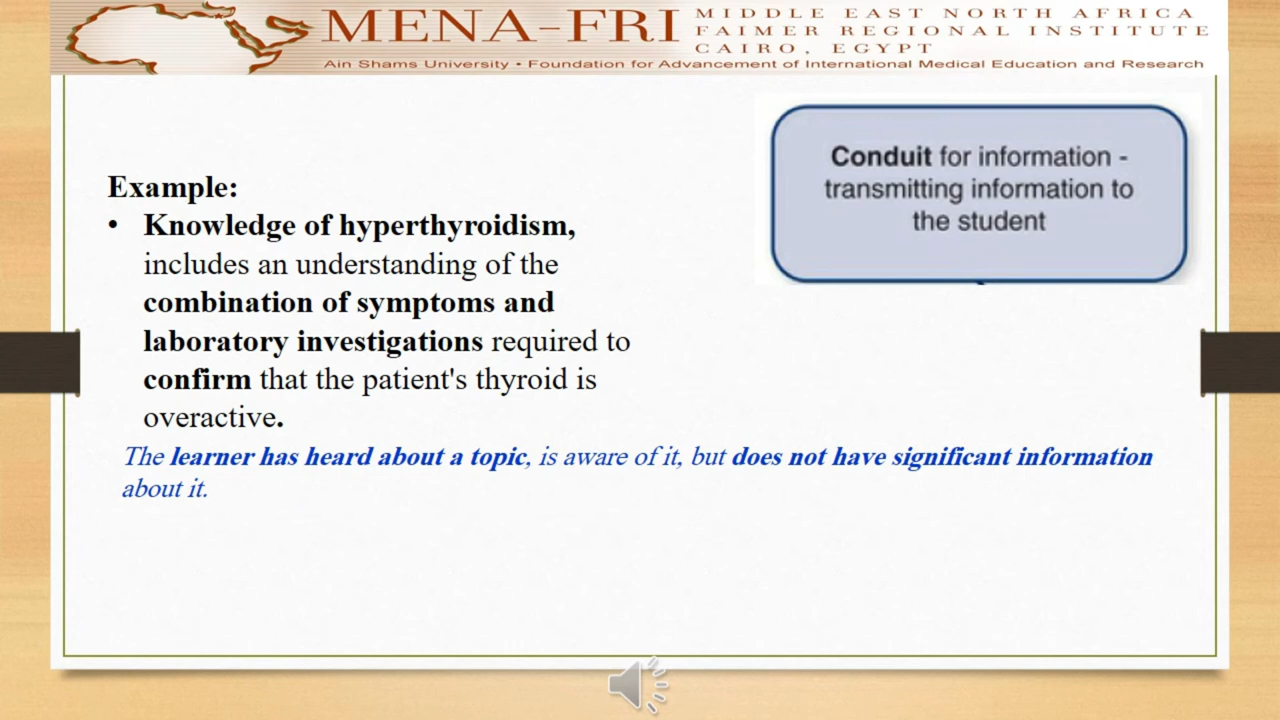 MENA-FRI
MIDDLE EAST NORTH AFRICA
FAIMER REGIONAL INSTITUTE
CAIRO, EGYPT
Ain Shams University • Foundation for Advancement of International Medical Education and Research
Conduit for information -
transmitting information to
the student
Example:
• Knowledge of hyperthyroidism,
includes an understanding of the
combination of symptoms and
laboratory investigations required to
confirm that the patient's thyroid is
overactive.
The learner has heard about a topic, is aware of it, but does not have significant information
about it.